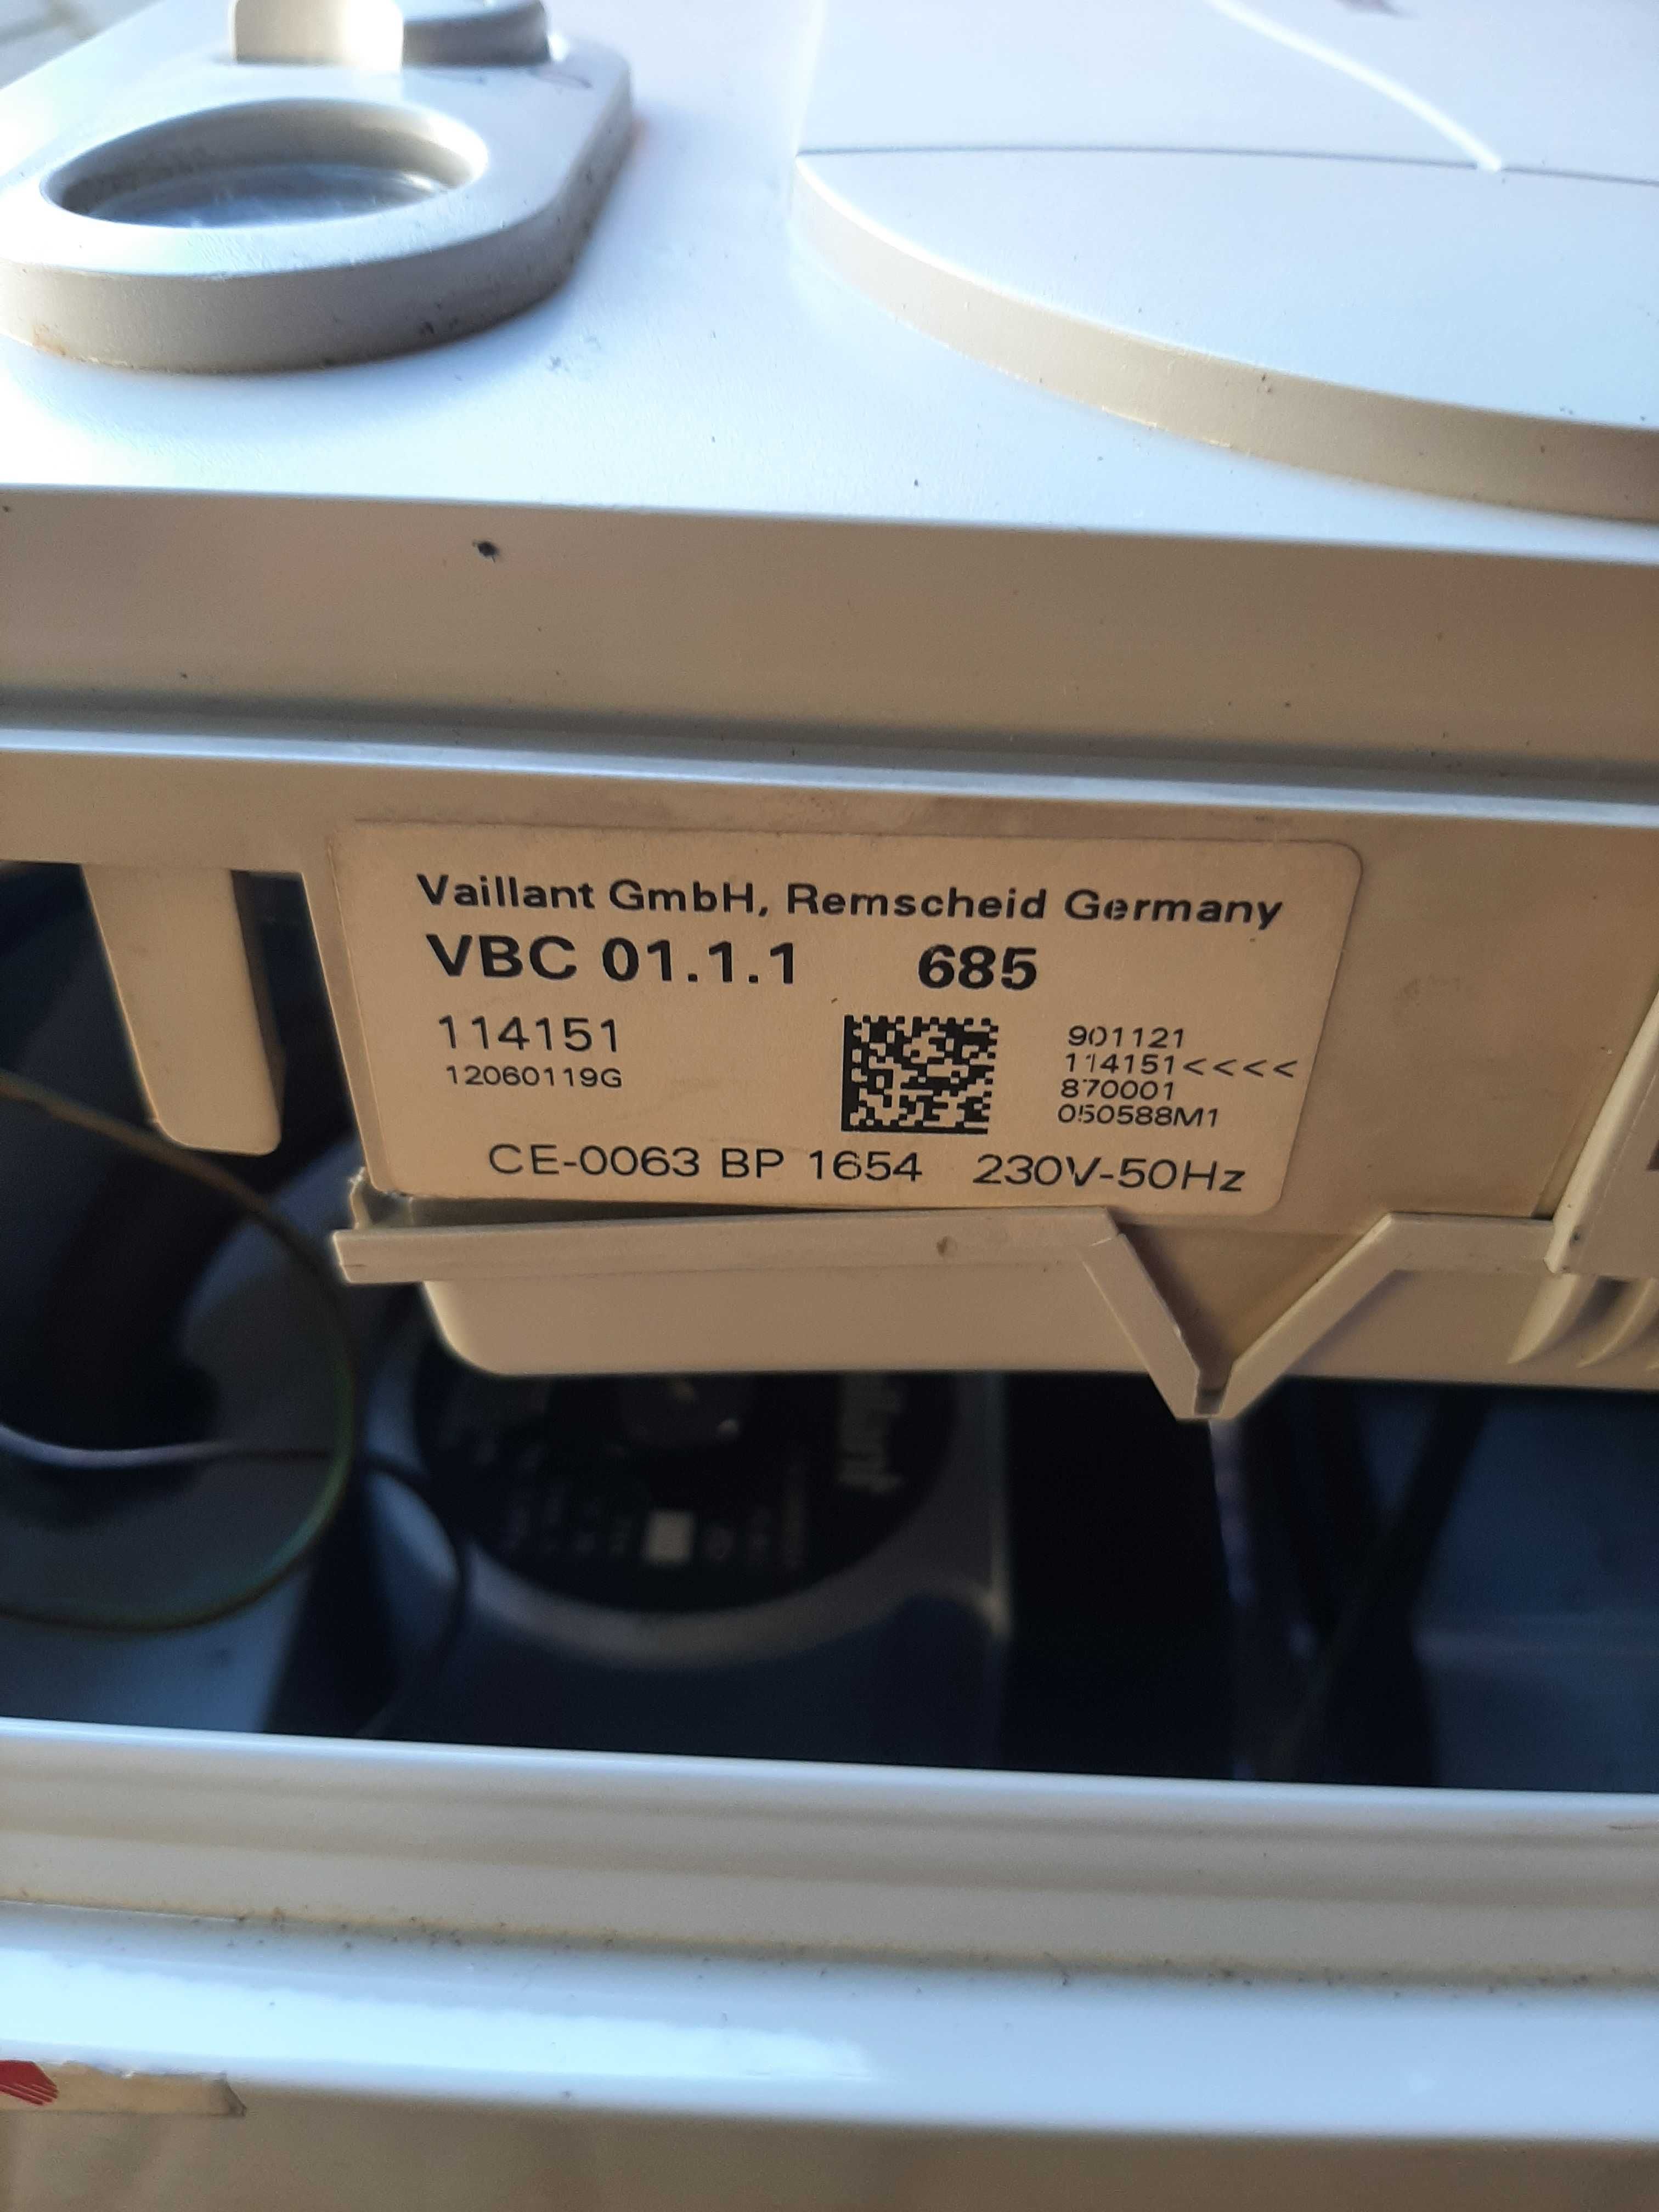 Vaillant GmbH, Remscheid Germany
VBC 01.1.1 685
114151
12060119G
901121
114151<<<<
870001
050588M1
CE-0063 BP 1654 230V-50Hz